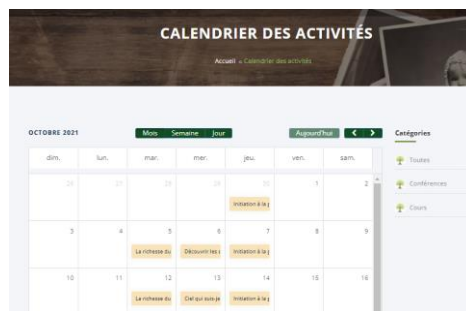 CALENDRIER DES ACTIVITÉS
Accueil » Calendrier des activités
OCTOBRE 2021
Mois Semaine Jour
Aujourd'hui
Catégories
dim. lun. mar. mer. jeu. ven. sam.
Toutes
Conférences
Cours
26 27 28 29 30 1 2
Initiation à la g
3 4 5 6 7 8 9
La richesse du Découvrir les Initiation à la g
10 11 12 13 14 15 16
La richesse du Ciel qui suis je Initiation à la g